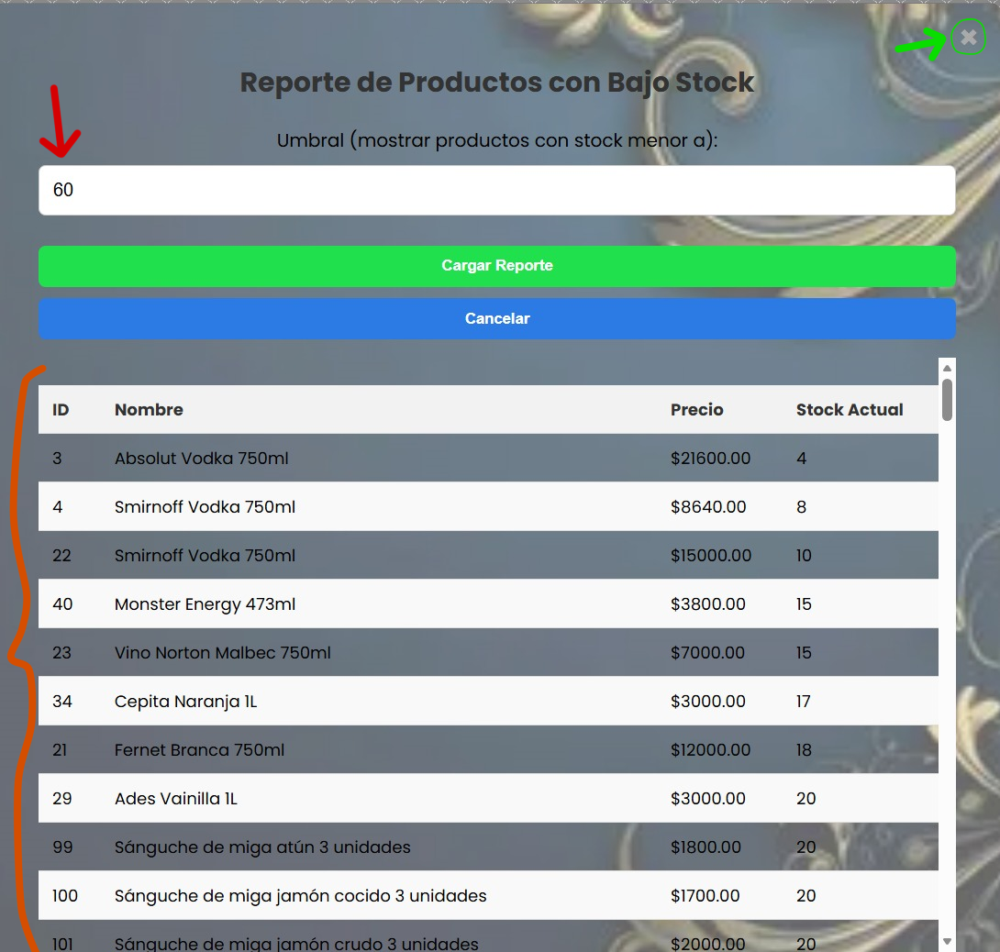 Reporte de Productos con Bajo Stock
Umbral (mostrar productos con stock menor a):
60
Cargar Reporte
Cancelar
ID Nombre Precio Stock Actual
3 Absolut Vodka 750ml $21600.00 4
4 Smirnoff Vodka 750ml $8640.00 8
22 Smirnoff Vodka 750ml $15000.00 10
40 Monster Energy 473ml $3800.00 15
23 Vino Norton Malbec 750ml $7000.00 15
34 Cepita Naranja 1L $3000.00 17
21 Fernet Branca 750ml $12000.00 18
29 Ades Vainilla 1L $3000.00 20
99 Sánguche de miga atún 3 unidades $1800.00 20
100 Sánguche de miga jamón cocido 3 unidades $1700.00 20
101 Sánguche de miga jamón crudo 3 unidades $2000.00 20